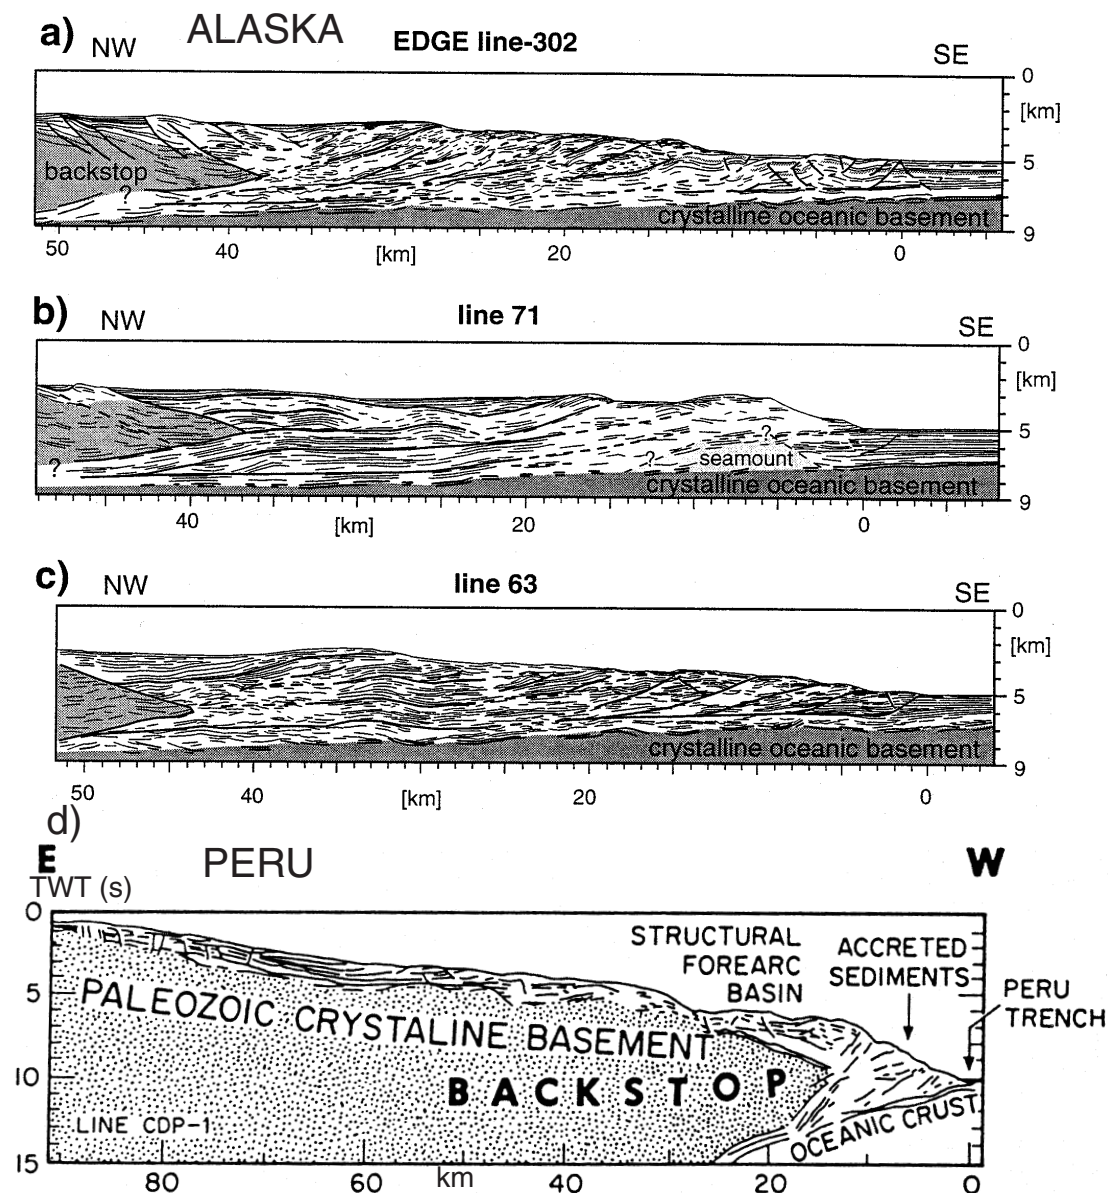 a) NW ALASKA EDGE line-302 SE
0
[km]
5
9
backstop
?
crystalline oceanic basement
50 40 [km] 20 0
b) NW line 71 SE
0
[km]
5
9
?
?
?
seamount
crystalline oceanic basement
40 [km] 20 0
c) NW line 63 SE
0
[km]
5
9
crystalline oceanic basement
50 40 [km] 20 0
d)
E PERU W
TWT (s)
0
5
10
15
STRUCTURAL
FOREARC
BASIN
ACCRETED
SEDIMENTS
PERU
TRENCH
PALEOZOIC CRYSTALINE BASEMENT
BACKSTOP
LINE CDP-1
OCEANIC CRUST
80 60 km 40 20 0